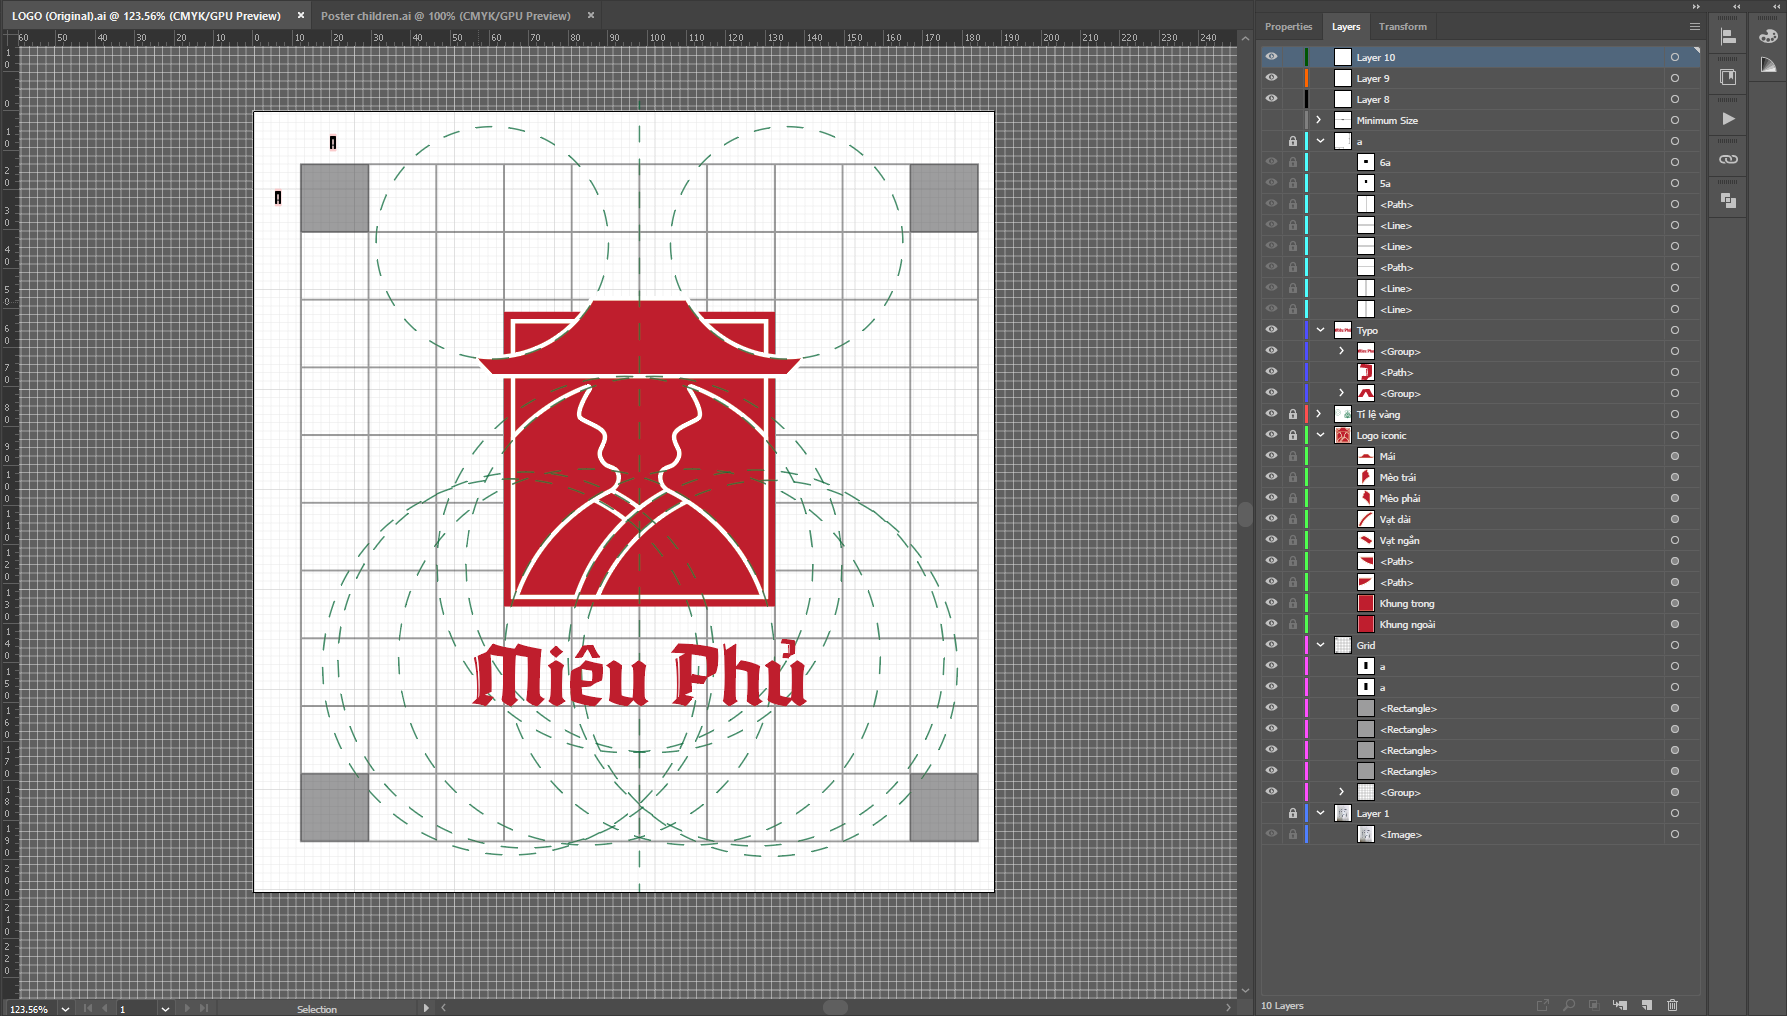 LOGO (Original).ai @ 123.56% (CMYK/GPU Preview) ×
Poster children.ai @ 100% (CMYK/GPU Preview) ×
60 50 40 30 20 10 0 10 20 30 40 50 60 70 80 90 100 110 120 130 140 150 160 170 180 190 200 210 220 230 240
Miêu Phủ
Properties
Layers
Transform
Layer 10
Layer 9
Layer 8
Minimum Size
a
6a
5a
<Path>
<Line>
<Line>
<Path>
<Line>
<Line>
Typo
<Group>
<Path>
<Group>
Tỉ lệ vàng
Logo iconic
Mái
Mèo trái
Mèo phải
Vạt dài
Vạt ngắn
<Path>
<Path>
Khung trong
Khung ngoài
Grid
a
a
<Rectangle>
<Rectangle>
<Rectangle>
<Rectangle>
<Group>
Layer 1
<Image>
10 Layers
123.56%
1
Selection